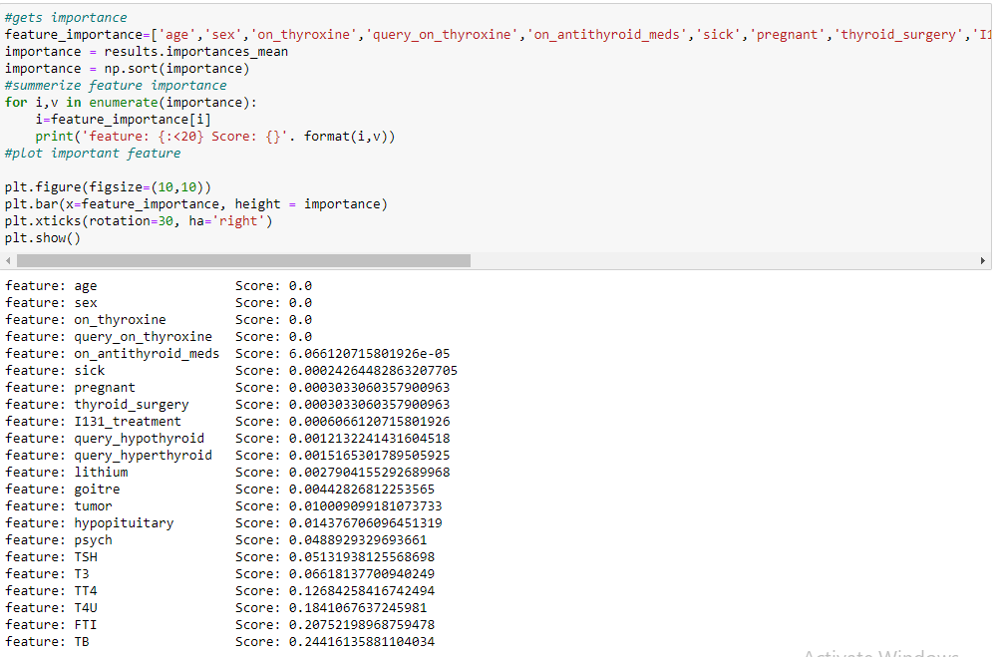 #gets importance
feature_importance=['age','sex','on_thyroxine','query_on_thyroxine','on_antithyroid_meds','sick','pregnant','thyroid_surgery','I1
importance = results.importances_mean
importance = np.sort(importance)
#summerize feature importance
for i,v in enumerate(importance):
    i=feature_importance[i]
    print('feature: {:<20} Score: {}'. format(i,v))
#plot important feature

plt.figure(figsize=(10,10))
plt.bar(x=feature_importance, height = importance)
plt.xticks(rotation=30, ha='right')
plt.show()
feature: age                  Score: 0.0
feature: sex                  Score: 0.0
feature: on_thyroxine         Score: 0.0
feature: query_on_thyroxine   Score: 0.0
feature: on_antithyroid_meds  Score: 6.066120715801926e-05
feature: sick                 Score: 0.00024264482863207705
feature: pregnant             Score: 0.0003033060357900963
feature: thyroid_surgery      Score: 0.0003033060357900963
feature: I131_treatment       Score: 0.0006066120715801926
feature: query_hypothyroid    Score: 0.0012132241431604518
feature: query_hyperthyroid   Score: 0.0015165301789505925
feature: lithium              Score: 0.0027904155292689968
feature: goitre               Score: 0.00442826812253565
feature: tumor                Score: 0.010009099181073733
feature: hypopituitary        Score: 0.014376706096451319
feature: psych                Score: 0.0488929329693661
feature: TSH                  Score: 0.05131938125568698
feature: T3                   Score: 0.06618137700940249
feature: TT4                  Score: 0.12684258416742494
feature: T4U                  Score: 0.1841067637245981
feature: FTI                  Score: 0.20752198968759478
feature: TB                   Score: 0.24416135881104034
Activate Windows